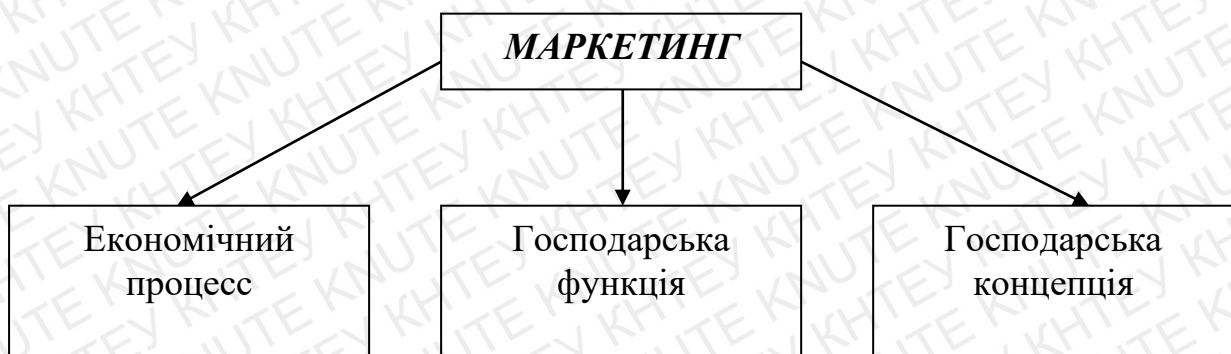 МАРКЕТИНГ
Економічний
процесс
Господарська
функція
Господарська
концепція